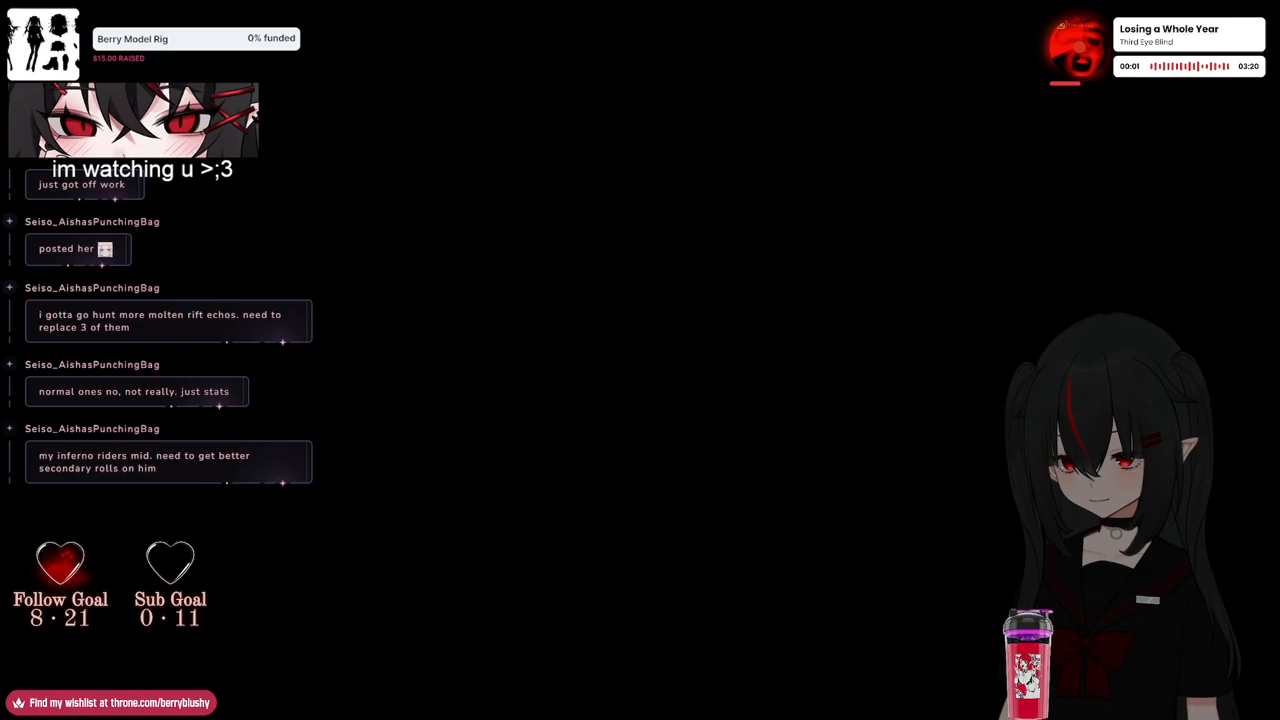 Berry Model Rig
0% funded
$15.00 RAISED
Losing a Whole Year
Third Eye Blind
00:01
03:20
im watching u >;3
just got off work
Seiso_AishasPunchingBag
posted her
Seiso_AishasPunchingBag
i gotta go hunt more molten rift echos. need to
replace 3 of them
Seiso_AishasPunchingBag
normal ones no, not really. just stats
Seiso_AishasPunchingBag
my inferno riders mid. need to get better
secondary rolls on him
Follow Goal
8 · 21
Sub Goal
0 · 11
Find my wishlist at throne.com/berryblushy